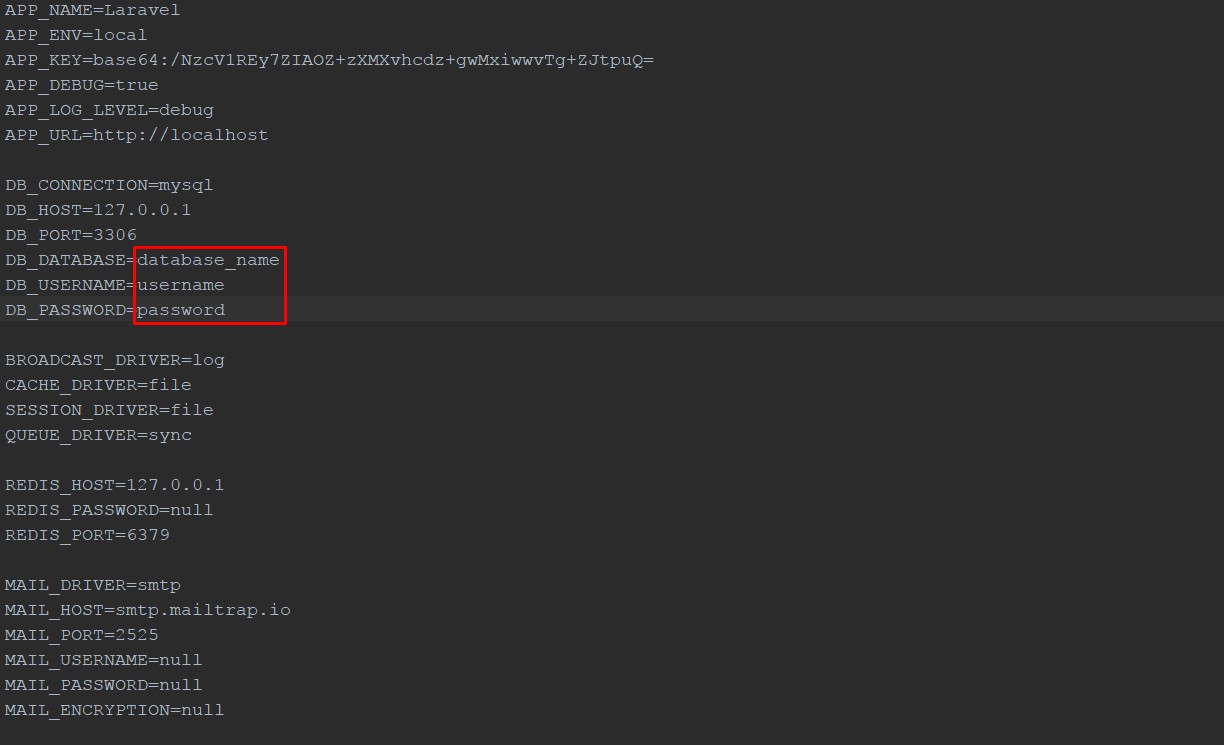 APP_NAME=Laravel
APP_ENV=local
APP_KEY=base64:/NzcV1REy7ZIAOZ+zXMXvhcdz+gwMxiwwvTg+ZJtpuQ=
APP_DEBUG=true
APP_LOG_LEVEL=debug
APP_URL=http://localhost
DB_CONNECTION=mysql
DB_HOST=127.0.0.1
DB_PORT=3306
DB_DATABASE=database_name
DB_USERNAME=username
DB_PASSWORD=password
BROADCAST_DRIVER=log
CACHE_DRIVER=file
SESSION_DRIVER=file
QUEUE_DRIVER=sync
REDIS_HOST=127.0.0.1
REDIS_PASSWORD=null
REDIS_PORT=6379
MAIL_DRIVER=smtp
MAIL_HOST=smtp.mailtrap.io
MAIL_PORT=2525
MAIL_USERNAME=null
MAIL_PASSWORD=null
MAIL_ENCRYPTION=null